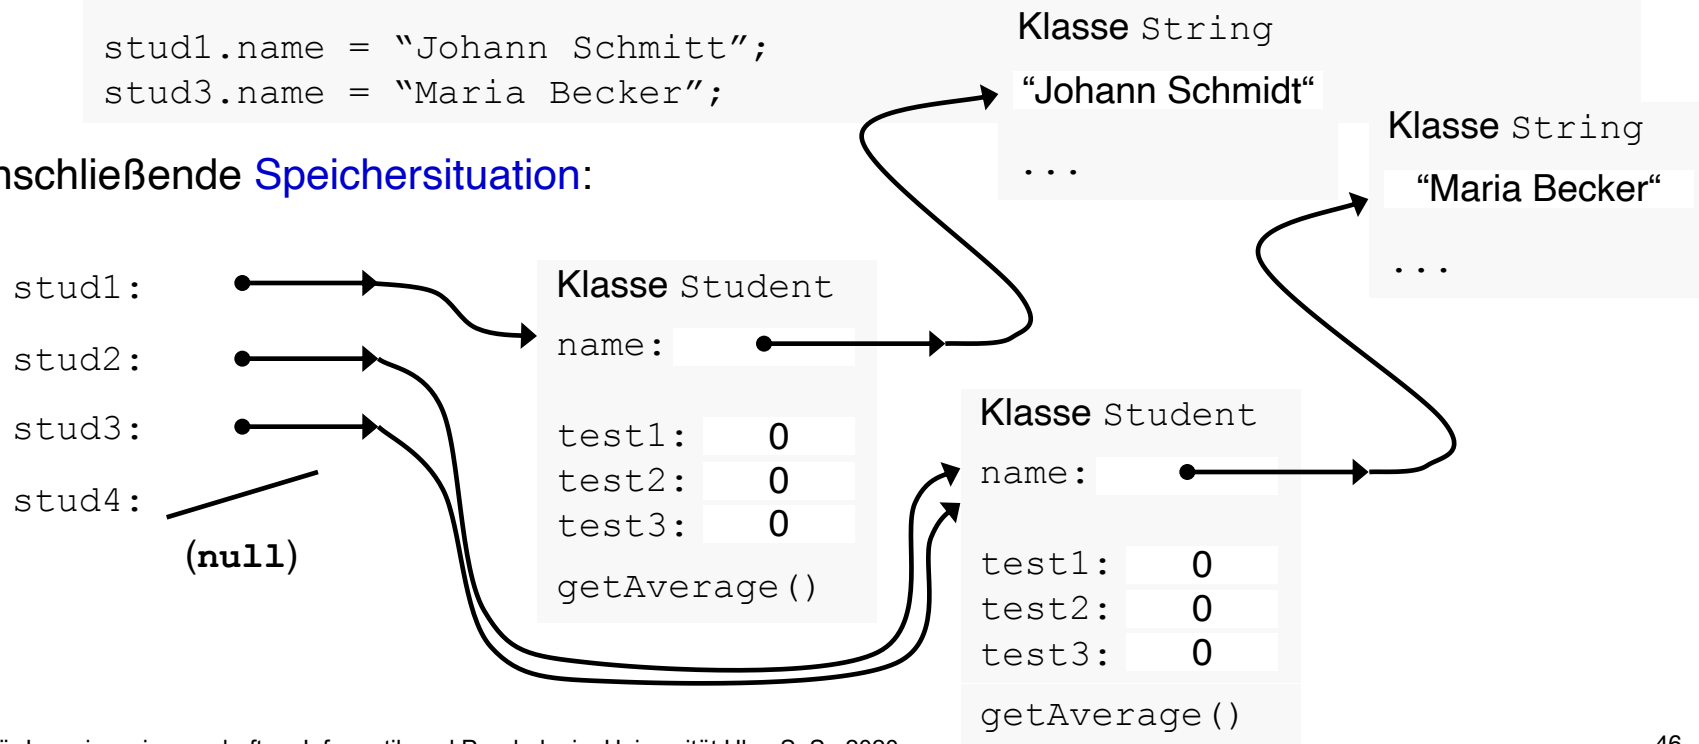 stud1.name = “Johann Schmitt”;
stud3.name = “Maria Becker”;
Klasse String
“Johann Schmidt“
...
Klasse String
“Maria Becker“
...
nschließende Speichersituation:
stud1:
stud2:
stud3:
stud4:
(null)
Klasse Student
name:
test1: 0
test2: 0
test3: 0
getAverage()
Klasse Student
name:
test1: 0
test2: 0
test3: 0
getAverage()